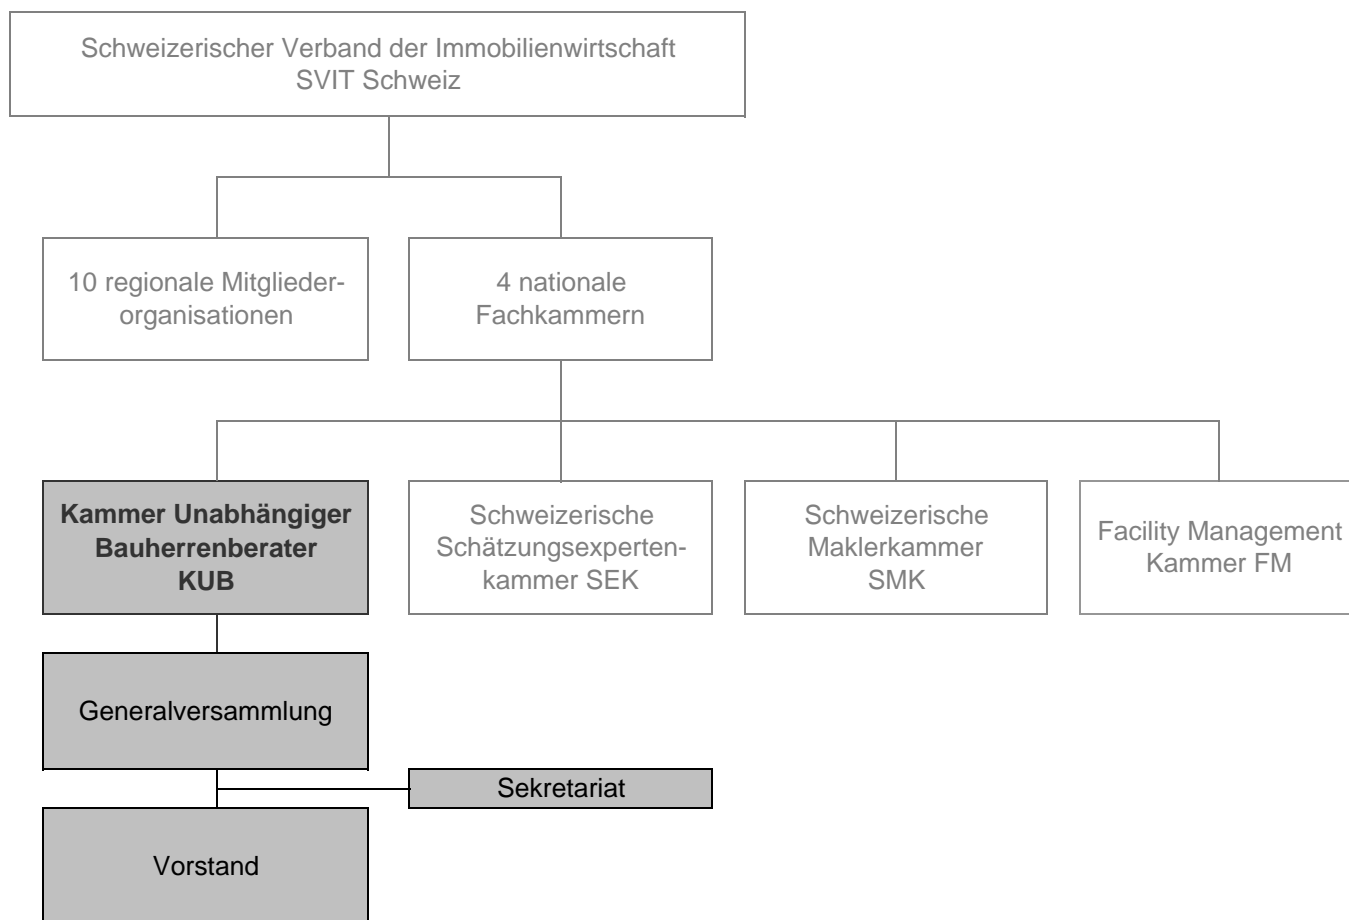 Schweizerischer Verband der Immobilienwirtschaft
SVIT Schweiz
10 regionale Mitglieder-
organisationen
4 nationale
Fachkammern
Kammer Unabhängiger
Bauherrenberater
KUB
Schweizerische
Schätzungsexperten-
kammer SEK
Schweizerische
Maklerkammer
SMK
Facility Management
Kammer FM
Generalversammlung
Sekretariat
Vorstand